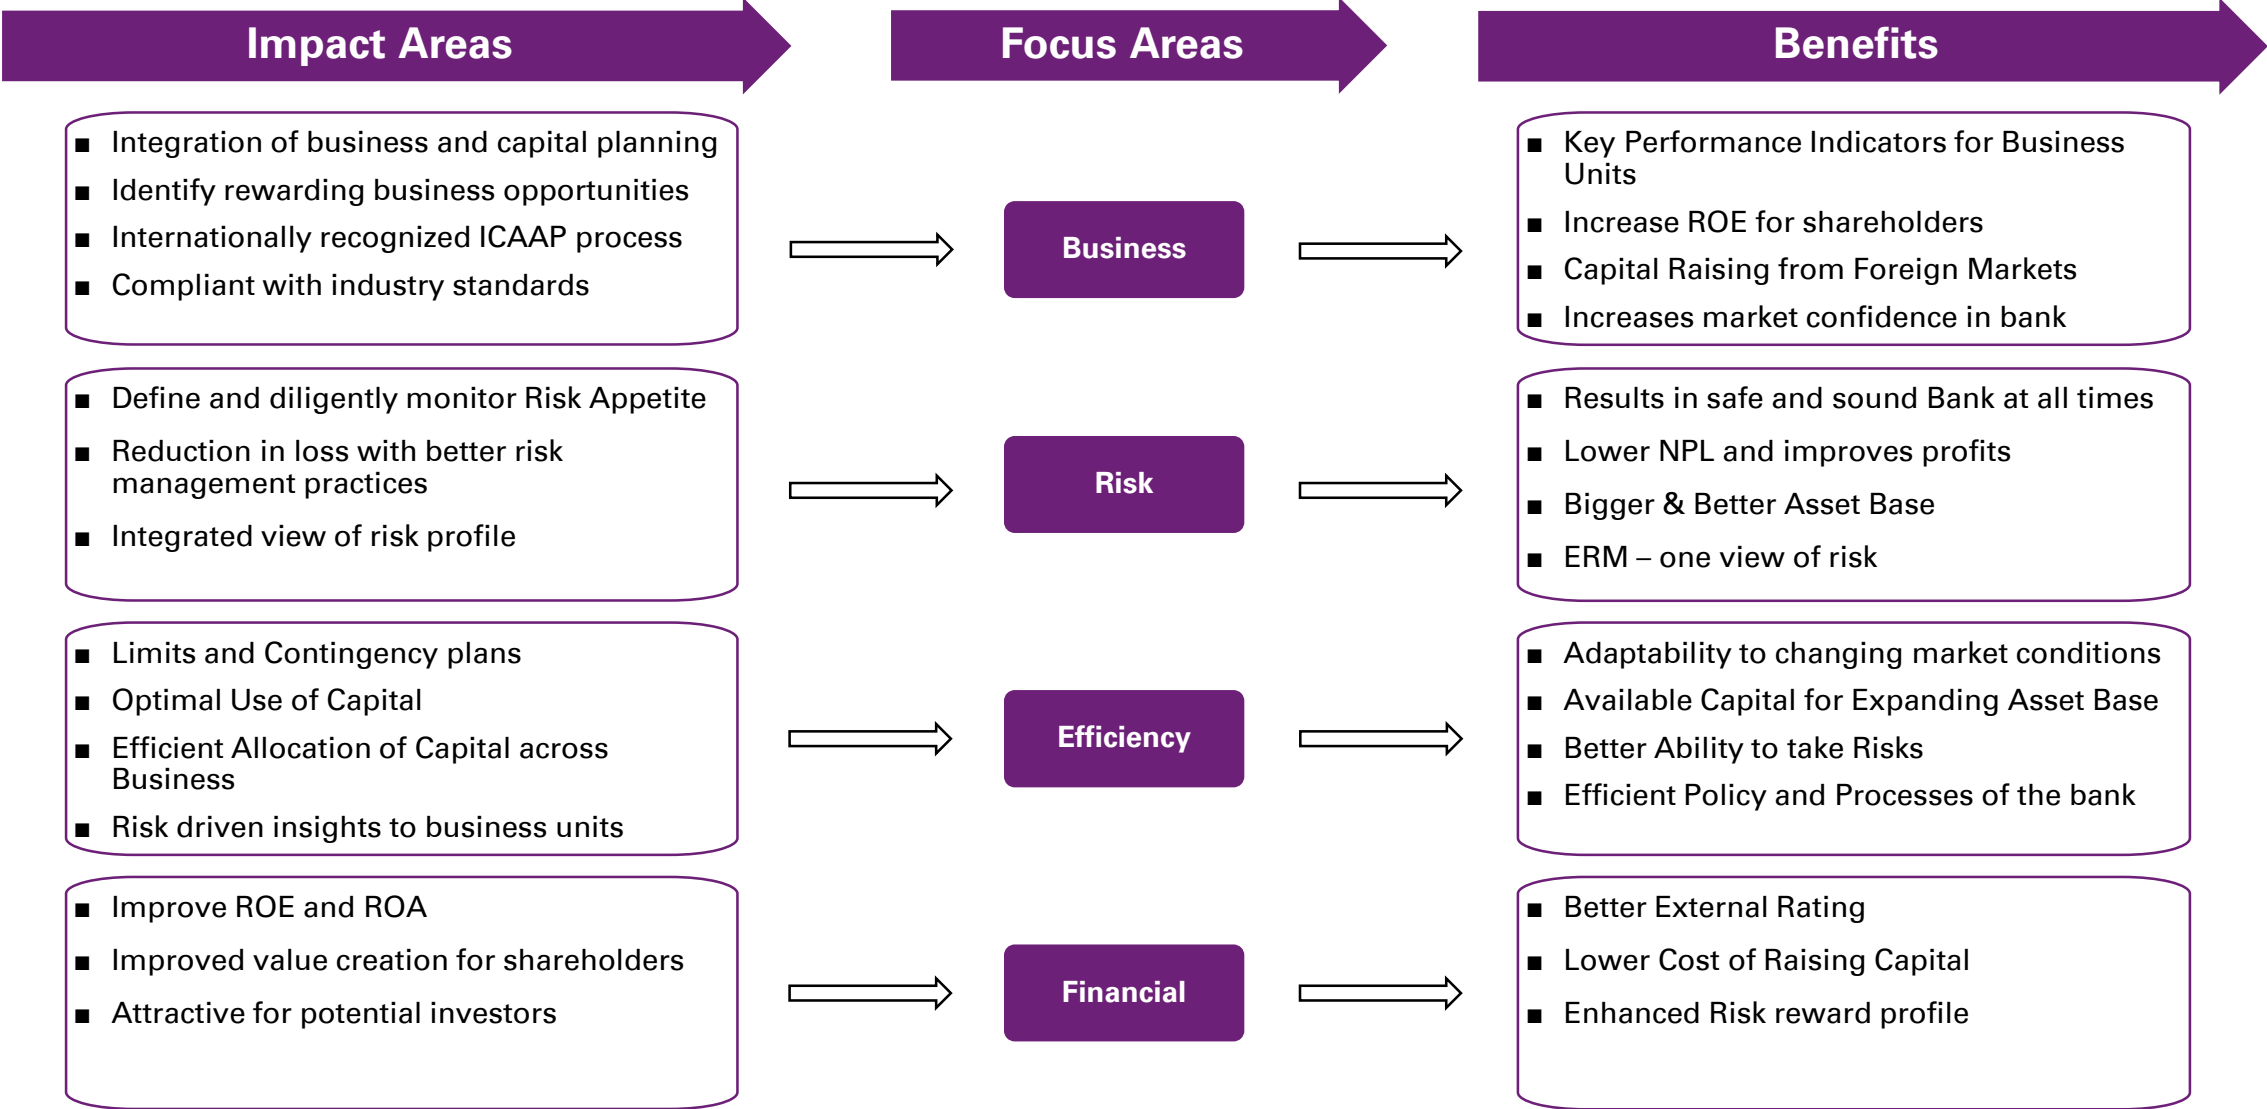 Impact Areas
Focus Areas
Benefits
■ Integration of business and capital planning
■ Identify rewarding business opportunities
■ Internationally recognized ICAAP process
■ Compliant with industry standards
Business
■ Key Performance Indicators for Business
Units
■ Increase ROE for shareholders
■ Capital Raising from Foreign Markets
■ Increases market confidence in bank
■ Define and diligently monitor Risk Appetite
■ Reduction in loss with better risk
management practices
■ Integrated view of risk profile
Risk
■ Results in safe and sound Bank at all times
■ Lower NPL and improves profits
■ Bigger & Better Asset Base
■ ERM – one view of risk
■ Limits and Contingency plans
■ Optimal Use of Capital
■ Efficient Allocation of Capital across
Business
■ Risk driven insights to business units
Efficiency
■ Adaptability to changing market conditions
■ Available Capital for Expanding Asset Base
■ Better Ability to take Risks
■ Efficient Policy and Processes of the bank
■ Improve ROE and ROA
■ Improved value creation for shareholders
■ Attractive for potential investors
Financial
■ Better External Rating
■ Lower Cost of Raising Capital
■ Enhanced Risk reward profile